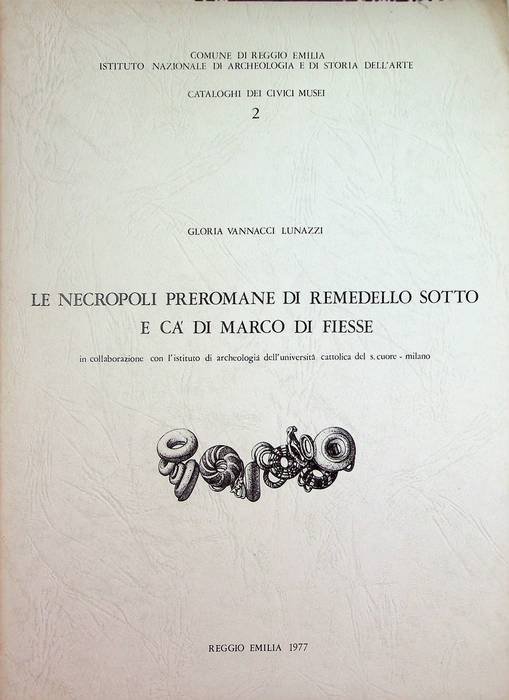 COMUNE DI REGGIO EMILIA
ISTITUTO NAZIONALE DI ARCHEOLOGIA E DI STORIA DELL'ARTE
CATALOGHI DEI CIVICI MUSEI
2
GLORIA VANNACCI LUNAZZI
LE NECROPOLI PREROMANE DI REMEDELLO SOTTO
E CA' DI MARCO DI FIESSE
in collaborazione con l'istituto di archeologia dell'università cattolica del s. cuore - milano
REGGIO EMILIA 1977